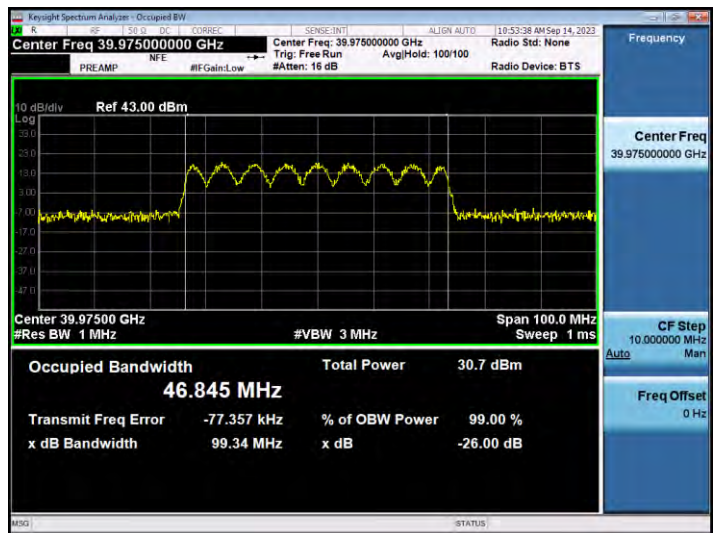 Keysight Spectrum Analyzer - Occupied BW
R RF 50 Ω DC CORREC SENSE:INT ALIGN AUTO 10:53:38 AM Sep 14, 2023
Center Freq 39.975000000 GHz Center Freq: 39.975000000 GHz Radio Std: None
NFE Trig: Free Run Avg|Hold: 100/100
PREAMP #IFGain:Low #Atten: 16 dB Radio Device: BTS
10 dB/div Ref 43.00 dBm
Log
33.0
23.0
13.0
3.00
-7.00
-17.0
-27.0
-37.0
-47.0
Center 39.97500 GHz Span 100.0 MHz
#Res BW 1 MHz #VBW 3 MHz Sweep 1 ms
Occupied Bandwidth Total Power 30.7 dBm
46.845 MHz
Transmit Freq Error -77.357 kHz % of OBW Power 99.00 %
x dB Bandwidth 99.34 MHz x dB -26.00 dB
MSG STATUS
Frequency
Center Freq
39.975000000 GHz
CF Step
10.000000 MHz
Auto Man
Freq Offset
0 Hz